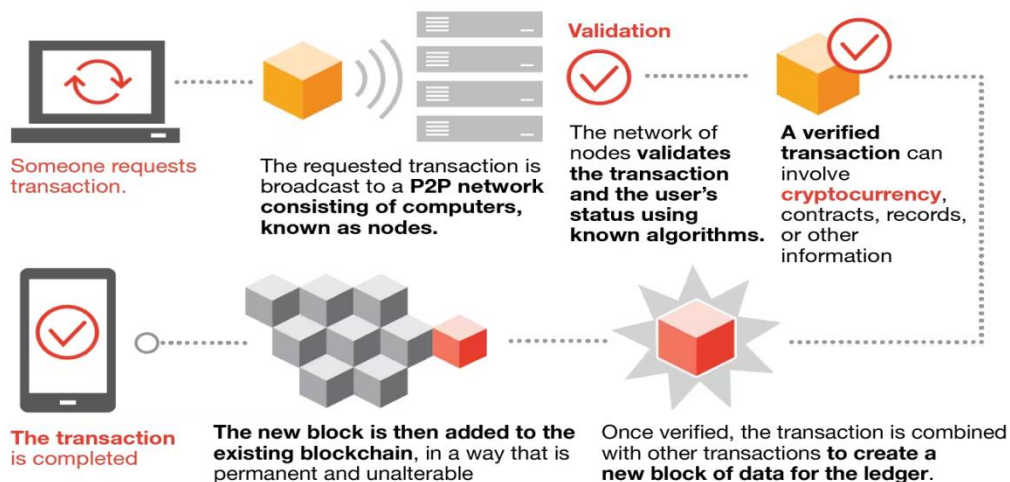 Someone requests
transaction.
The requested transaction is
broadcast to a P2P network
consisting of computers,
known as nodes.
Validation
The network of
nodes validates
the transaction
and the user's
status using
known algorithms.
A verified
transaction can
involve
cryptocurrency,
contracts, records,
or other
information
Once verified, the transaction is combined
with other transactions to create a
new block of data for the ledger.
The new block is then added to the
existing blockchain, in a way that is
permanent and unalterable
The transaction
is completed